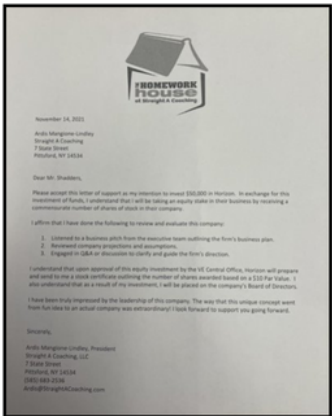 THE HOMEWORK
house
of Straight A Coaching
November 14, 2021
Ardis Mangione-Lindley
Straight A Coaching
7 State Street
Pittsford, NY 14534
Dear Mr. Shadders,
Please accept this letter of support as my intention to invest $50,000 in Horizon. In exchange for this
investment of funds, I understand that I will be taking an equity stake in their business by receiving a
commensurate number of shares of stock in their company.
I affirm that I have done the following to review and evaluate this company:
1. Listened to a business pitch from the executive team outlining the firm's business plan.
2. Reviewed company projections and assumptions.
3. Engaged in Q&A or discussion to clarify and guide the firm's direction.
I understand that upon approval of this equity investment by the VE Central Office, Horizon will prepare
and send to me a stock certificate outlining the number of shares awarded based on a $10 Par Value. I
also understand that as a result of my investment, I will be placed on the company's Board of Directors.
I have been truly impressed by the leadership of this company. The way that this unique concept went
from fun idea to an actual company was extraordinary! I look forward to support you going forward.
Sincerely,
Ardis Mangione-Lindley, President
Straight A Coaching, LLC
7 State Street
Pittsford, NY 14534
Ardis@StraightACoaching.com